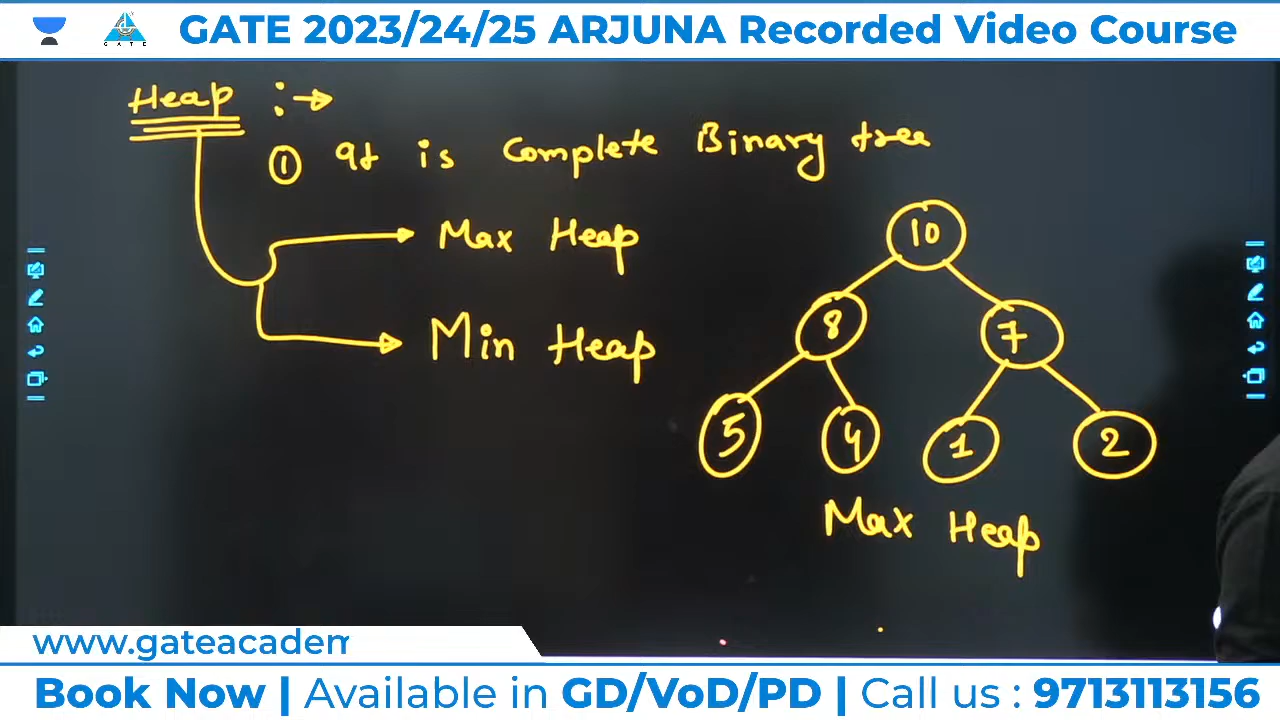 GATE
GATE 2023/24/25 ARJUNA Recorded Video Course
Heap :→
① It is Complete Binary tree
Max Heap
Min Heap
10
8 7
5 4 1 2
Max Heap
www.gateacadem
Book Now | Available in GD/VoD/PD | Call us : 9713113156